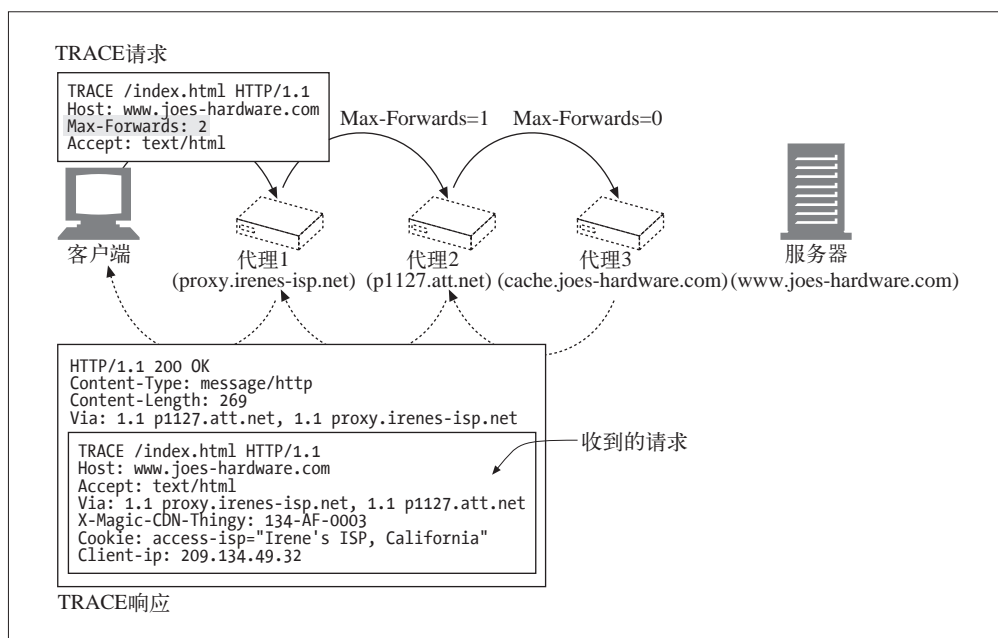 TRACE请求
TRACE /index.html HTTP/1.1
Host: www.joes-hardware.com
Max-Forwards: 2
Accept: text/html
Max-Forwards=1
Max-Forwards=0
客户端
代理1
(proxy.irenes-isp.net)
代理2
(p1127.att.net)
代理3
(cache.joes-hardware.com)
服务器
(www.joes-hardware.com)
HTTP/1.1 200 OK
Content-Type: message/http
Content-Length: 269
Via: 1.1 p1127.att.net, 1.1 proxy.irenes-isp.net
TRACE /index.html HTTP/1.1
Host: www.joes-hardware.com
Accept: text/html
Via: 1.1 proxy.irenes-isp.net, 1.1 p1127.att.net
X-Magic-CDN-Thingy: 134-AF-0003
Cookie: access-isp="Irene's ISP, California"
Client-ip: 209.134.49.32
收到的请求
TRACE响应